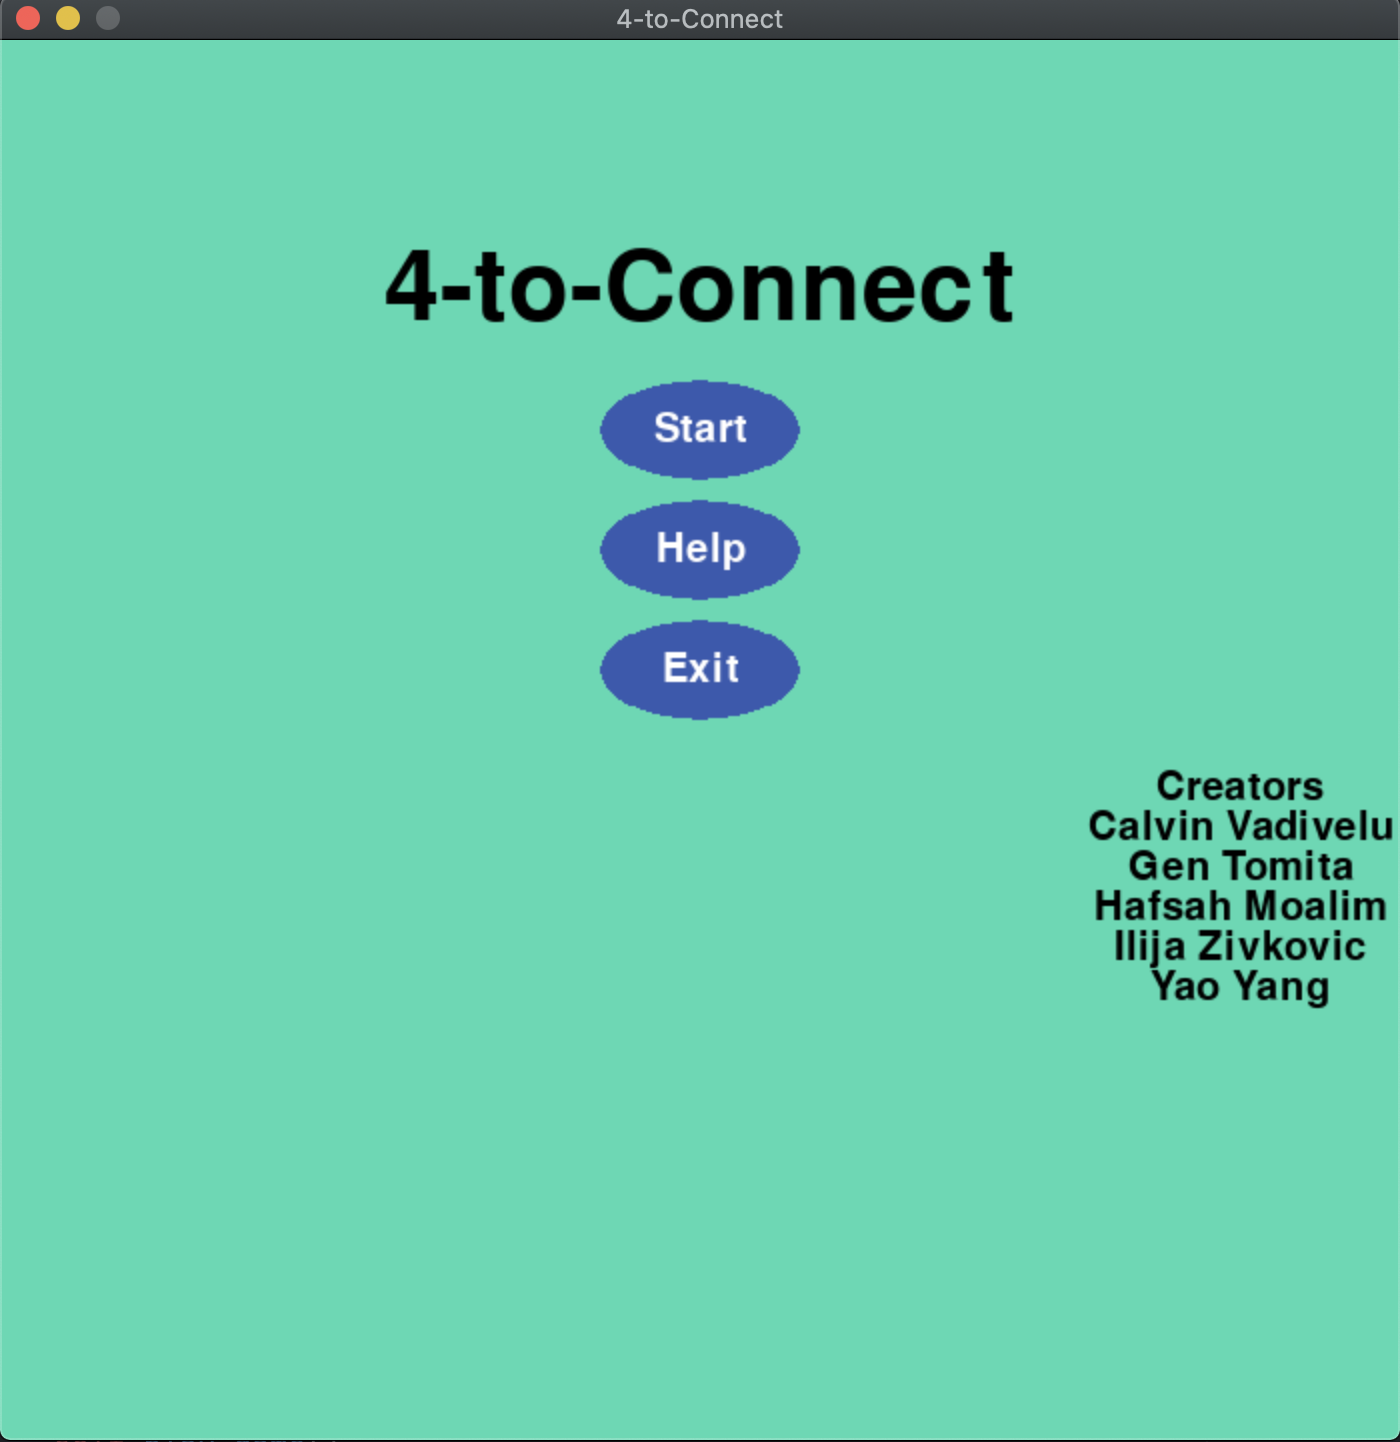 4-to-Connect
4-to-Connect
Start
Help
Exit
Creators
Calvin Vadivelu
Gen Tomita
Hafsah Moalim
Ilija Zivkovic
Yao Yang